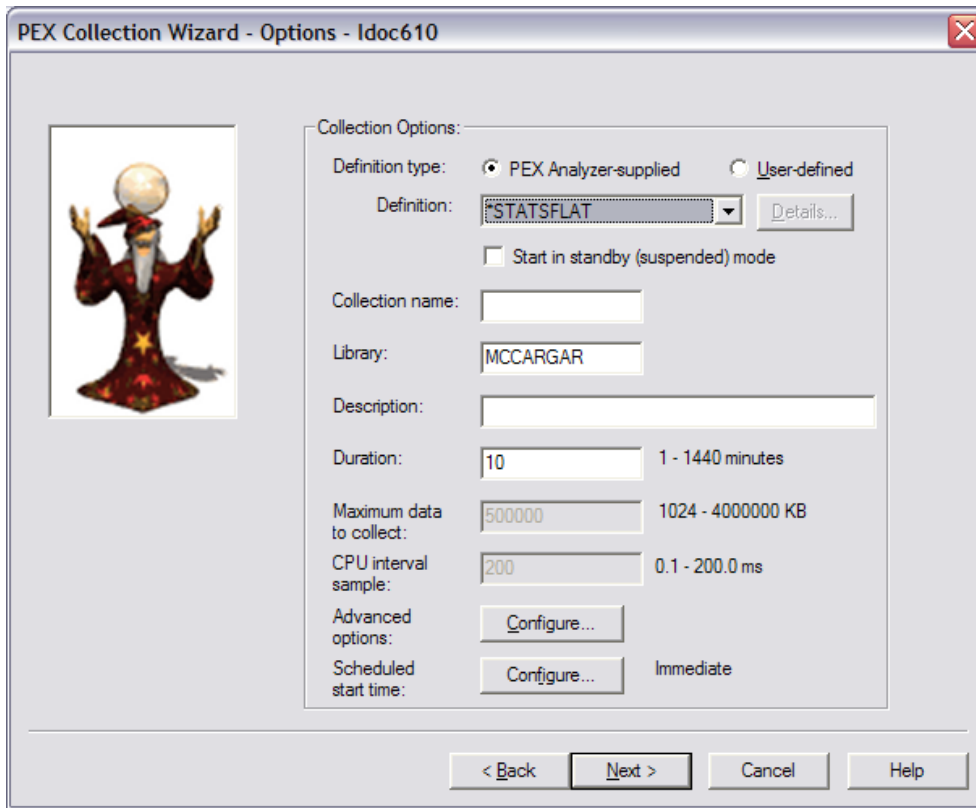 PEX Collection Wizard - Options - Idoc610
Collection Options:
Definition type: PEX Analyzer-supplied User-defined
Definition: *STATSFLAT Details...
Start in standby (suspended) mode
Collection name:
Library: MCCARGAR
Description:
Duration: 10 1 - 1440 minutes
Maximum data
to collect: 500000 1024 - 4000000 KB
CPU interval
sample: 200 0.1 - 200.0 ms
Advanced
options: Configure...
Scheduled
start time: Configure... Immediate
< Back Next > Cancel Help